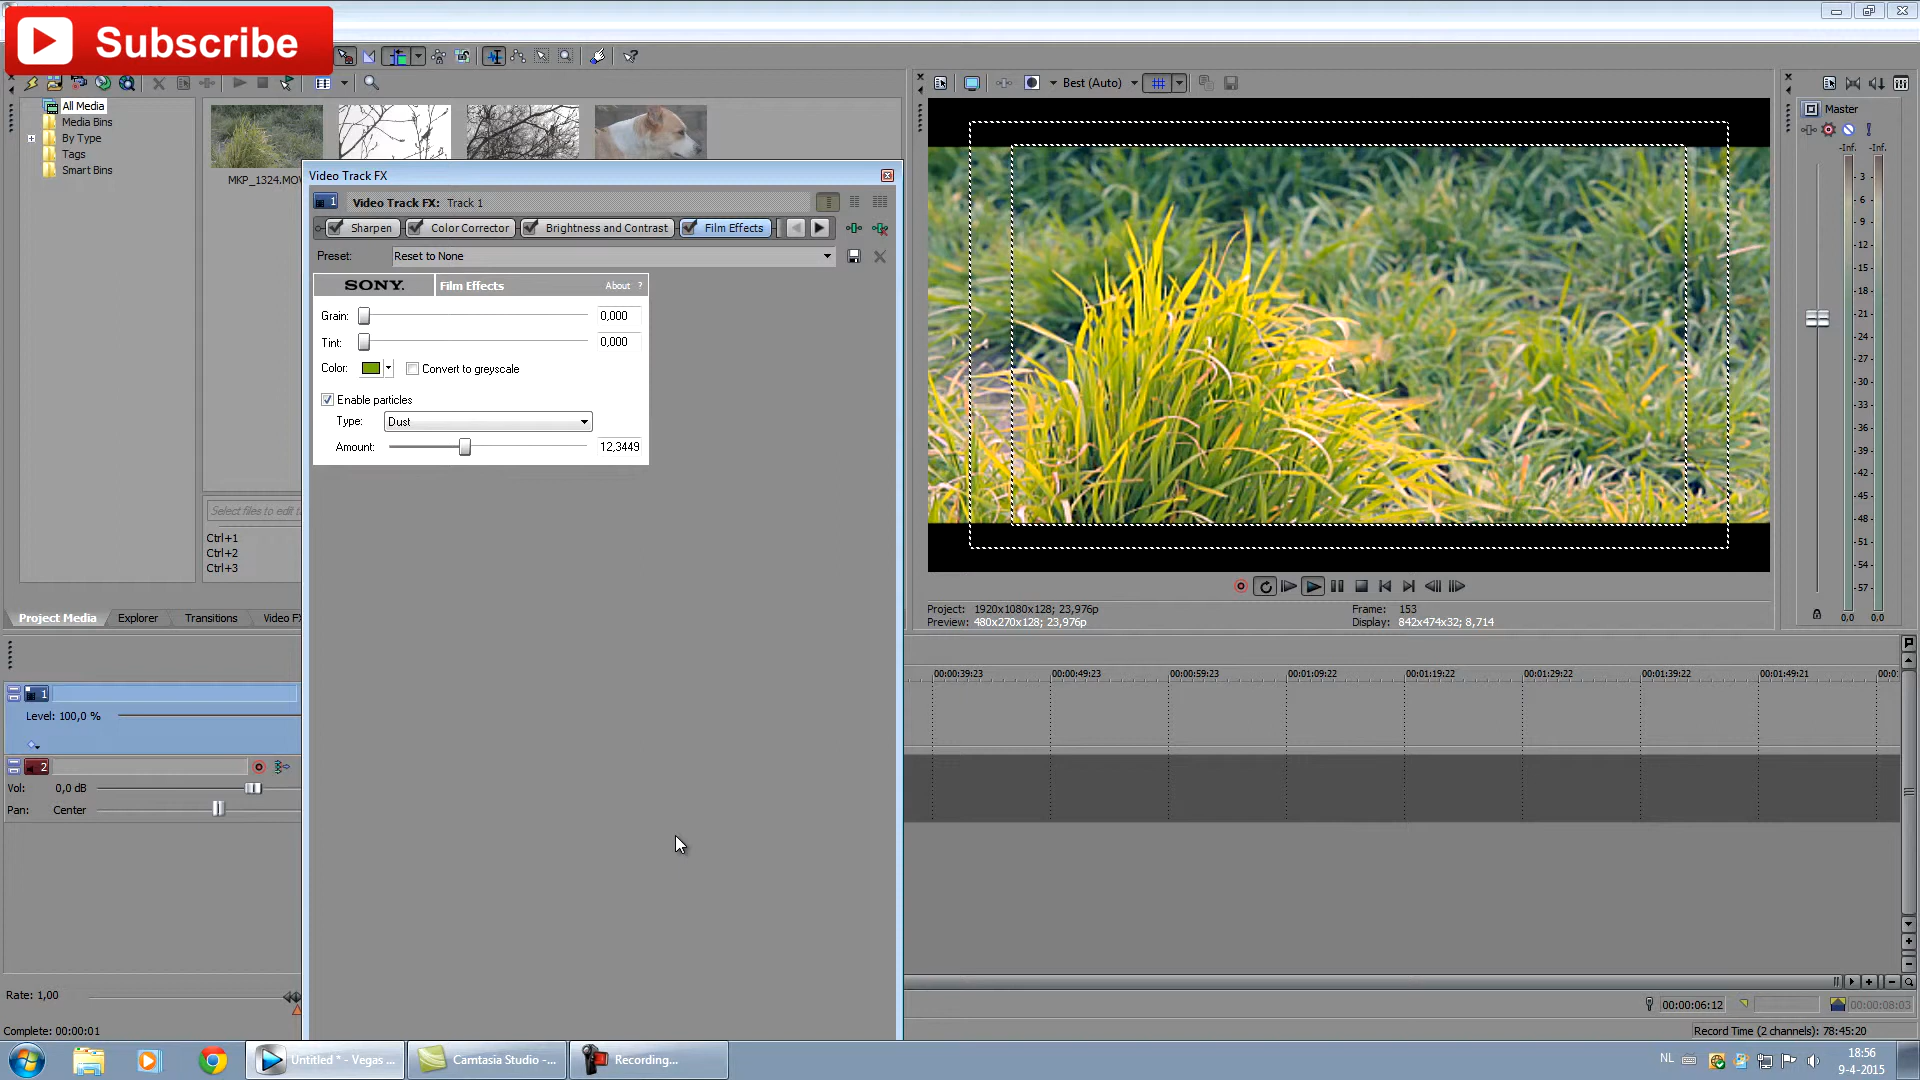 Subscribe
All Media
Media Bins
By Type
Tags
Smart Bins
MKP_1324.MOV
Best (Auto)
Master
-Inf. -Inf.
3
6
9
12
15
18
21
24
27
30
33
36
39
42
45
48
51
54
57
0,0 0,0
Video Track FX
1 Video Track FX: Track 1
Sharpen Color Corrector Brightness and Contrast Film Effects
Preset: Reset to None
SONY. Film Effects About ?
Grain: 0,000
Tint: 0,000
Color: Convert to greyscale
Enable particles
Type: Dust
Amount: 12,3449
Select files to edit t
Ctrl+1
Ctrl+2
Ctrl+3
Project Media Explorer Transitions Video FX
Project: 1920x1080x128; 23,976p Frame: 153
Preview: 480x270x128; 23,976p Display: 842x474x32; 8,714
00:00:39:23 00:00:49:23 00:00:59:23 00:01:09:22 00:01:19:22 00:01:29:22 00:01:39:22 00:01:49:21 00:0
1
Level: 100,0 %
2
Vol: 0,0 dB
Pan: Center
Rate: 1,00
00:00:06:12 00:00:08:03
Complete: 00:00:01
Record Time (2 channels): 78:45:20
Untitled * - Vegas ... Camtasia Studio -... Recording...
NL
18:56
9-4-2015